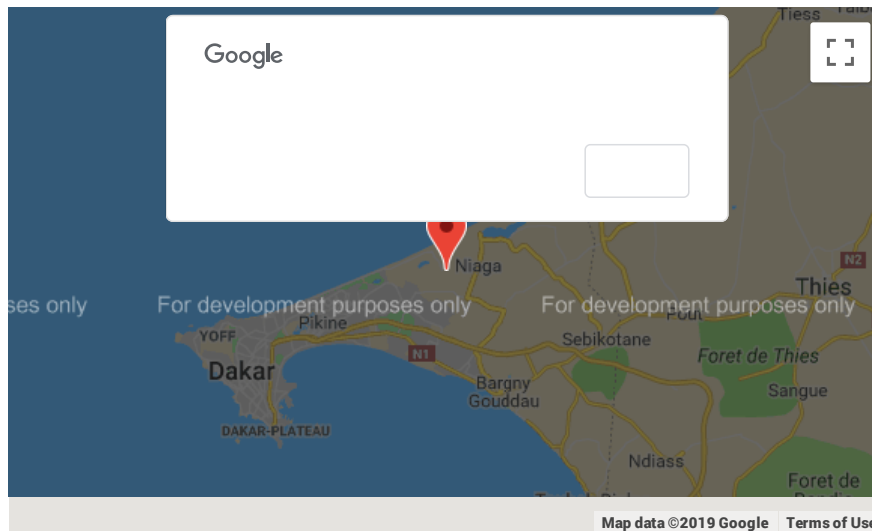 Tiess
Google
Niaga
N2
Thies
ses only
For development purposes only
For development purposes only
Pout
Pikine
YOFF
Sebikotane
N1
Foret de Thies
Dakar
Bargny
Gouddau
Sangue
DAKAR-PLATEAU
Ndiass
Foret de
Map data ©2019 Google
Terms of Use